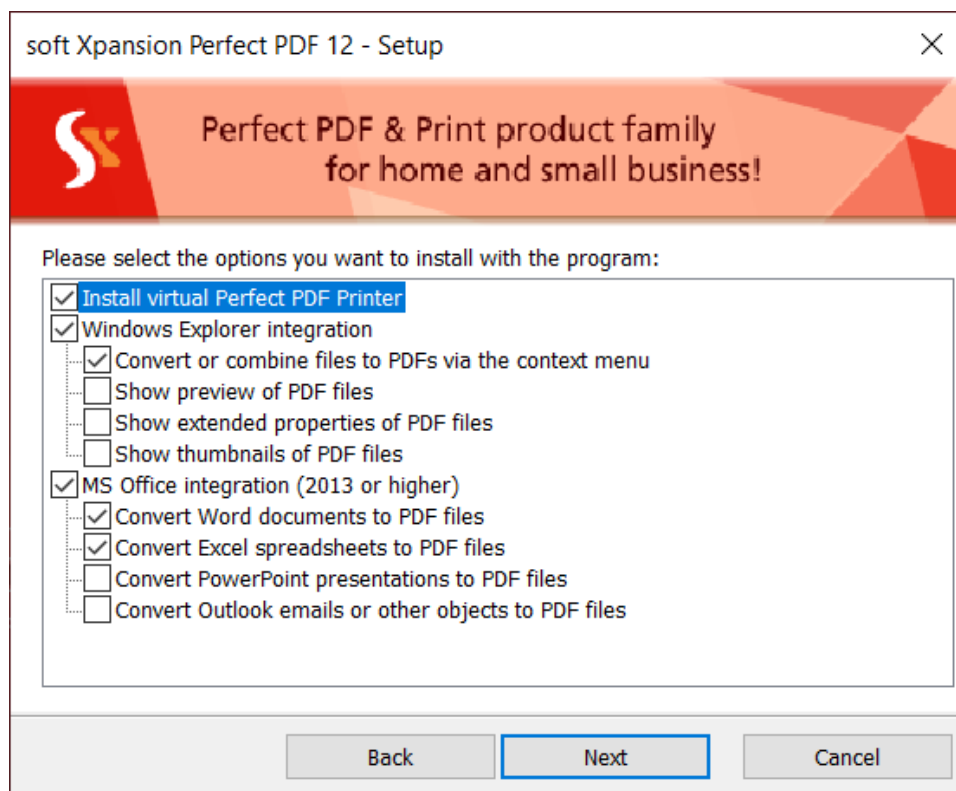 soft Xpansion Perfect PDF 12 - Setup
Sx
Perfect PDF & Print product family
for home and small business!
Please select the options you want to install with the program:
Install virtual Perfect PDF Printer
Windows Explorer integration
Convert or combine files to PDFs via the context menu
Show preview of PDF files
Show extended properties of PDF files
Show thumbnails of PDF files
MS Office integration (2013 or higher)
Convert Word documents to PDF files
Convert Excel spreadsheets to PDF files
Convert PowerPoint presentations to PDF files
Convert Outlook emails or other objects to PDF files
Back Next Cancel